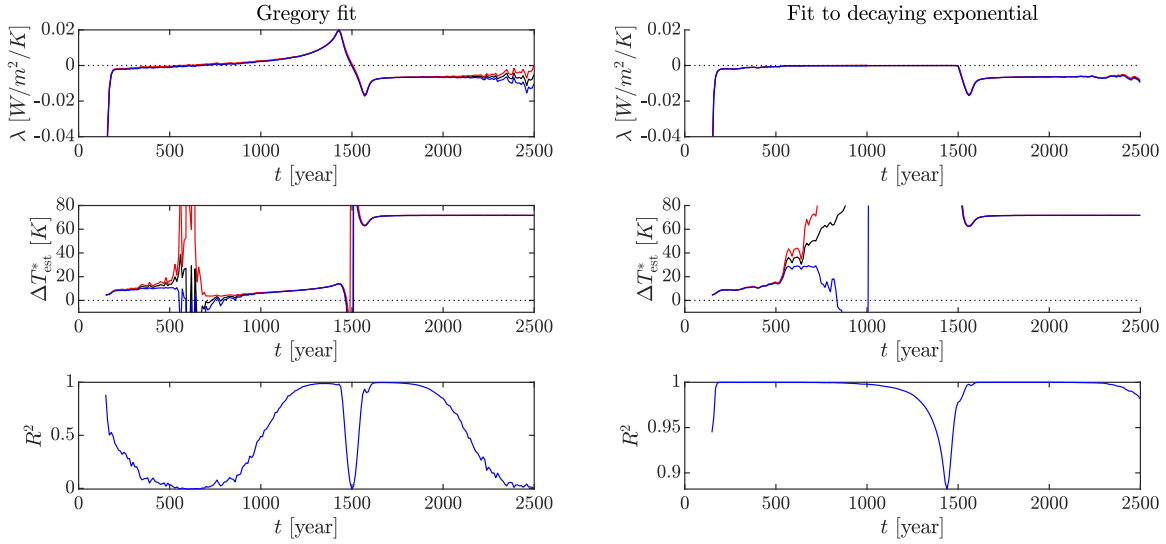 Gregory fit
λ [W/m²/K]
0.02
0
-0.02
-0.04
0 500 1000 1500 2000 2500
t [year]
ΔT*est [K]
80
60
40
20
0
0 500 1000 1500 2000 2500
t [year]
R²
1
0.5
0
0 500 1000 1500 2000 2500
t [year]
Fit to decaying exponential
λ [W/m²/K]
0.02
0
-0.02
-0.04
0 500 1000 1500 2000 2500
t [year]
ΔT*est [K]
80
60
40
20
0
0 500 1000 1500 2000 2500
t [year]
R²
1
0.95
0.9
0 500 1000 1500 2000 2500
t [year]